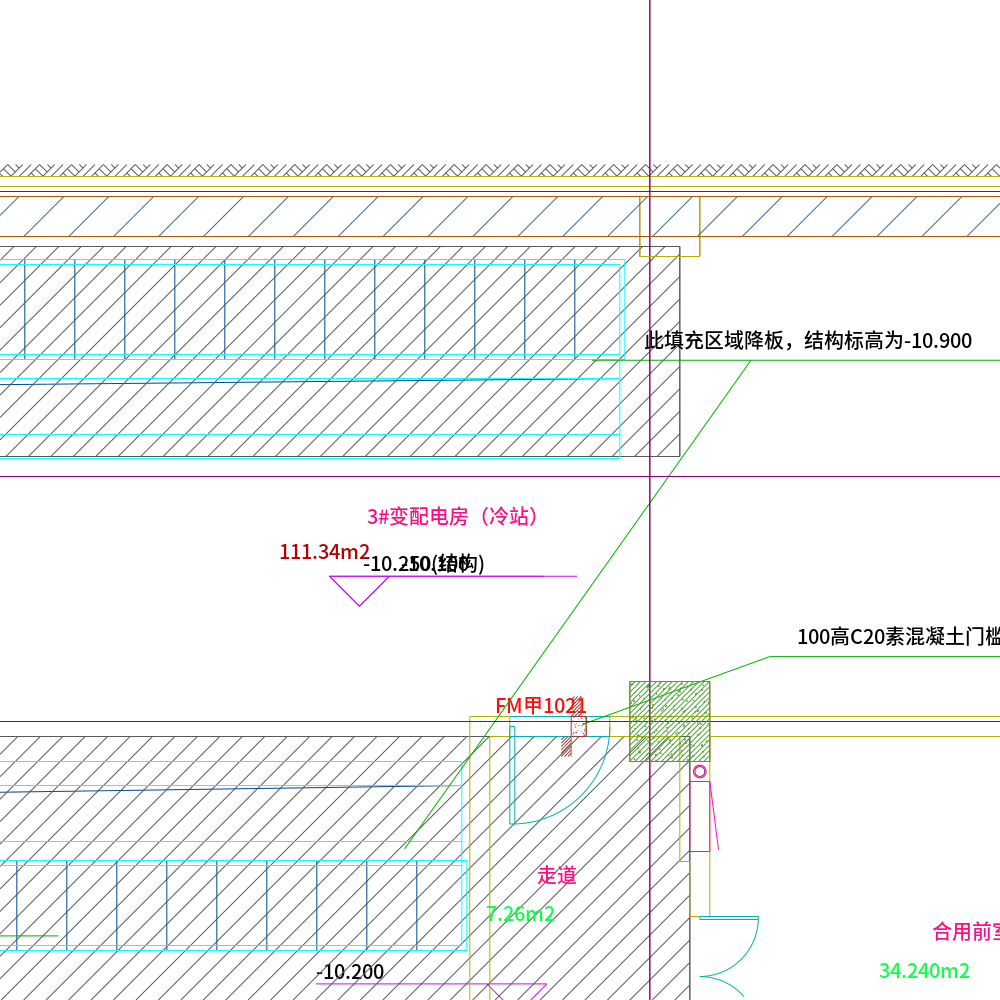 此填充区域降板，结构标高为-10.900
3#变配电房（冷站）
111.34m2
(结构)
100高C20素混凝土门槛
FM甲1021
走道
7.26m2
合用前室
34.240m2
-10.200